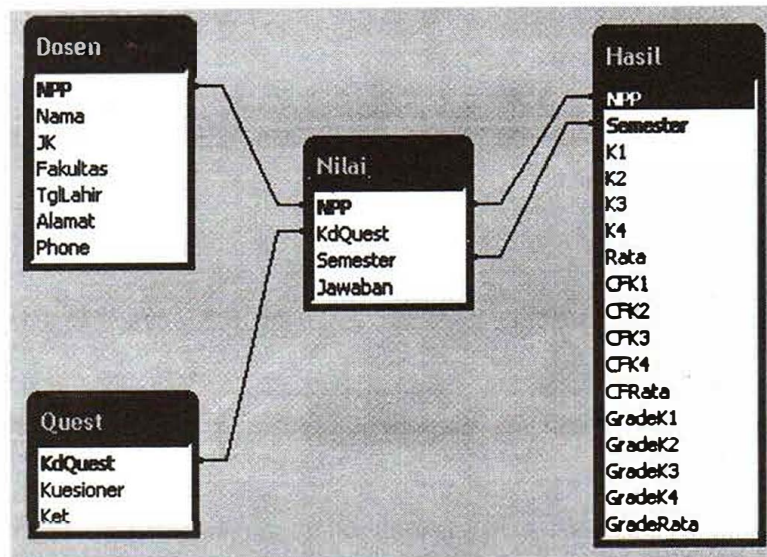 Dosen
NPP
Nama
JK
Fakultas
TglLahir
Alamat
Phone
Quest
KdQuest
Kuesioner
Ket
Nilai
NPP
KdQuest
Semester
Jawaban
Hasil
NPP
Semester
K1
K2
K3
K4
Rata
CFK1
CFK2
CFK3
CFK4
CFRata
GradeK1
GradeK2
GradeK3
GradeK4
GradeRata